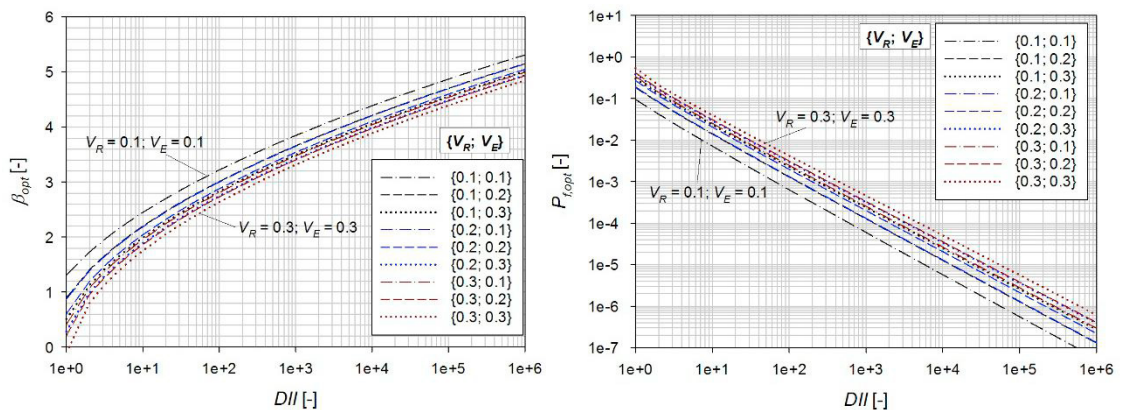 6
5
4
3
2
1
0
β_opt [-]
V_R = 0.1; V_E = 0.1
V_R = 0.3; V_E = 0.3
{V_R; V_E}
{0.1; 0.1}
{0.1; 0.2}
{0.1; 0.3}
{0.2; 0.1}
{0.2; 0.2}
{0.2; 0.3}
{0.3; 0.1}
{0.3; 0.2}
{0.3; 0.3}
1e+0 1e+1 1e+2 1e+3 1e+4 1e+5 1e+6
D/I [-]
1e+1
1e+0
1e-1
1e-2
1e-3
1e-4
1e-5
1e-6
1e-7
P_f,opt [-]
{V_R; V_E}
V_R = 0.3; V_E = 0.3
V_R = 0.1; V_E = 0.1
{0.1; 0.1}
{0.1; 0.2}
{0.1; 0.3}
{0.2; 0.1}
{0.2; 0.2}
{0.2; 0.3}
{0.3; 0.1}
{0.3; 0.2}
{0.3; 0.3}
1e+0 1e+1 1e+2 1e+3 1e+4 1e+5 1e+6
D/I [-]